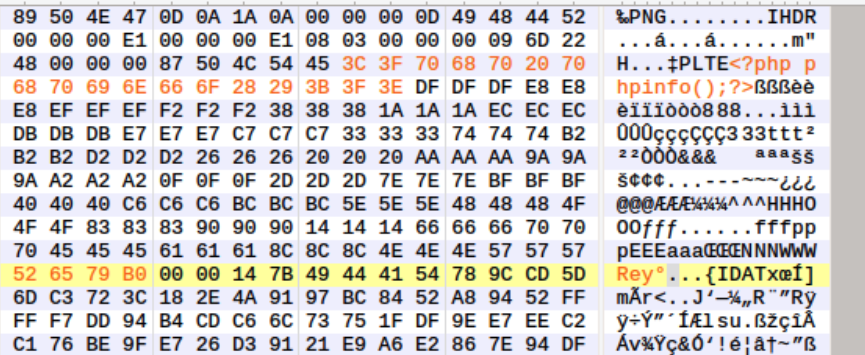 89 50 4E 47 0D 0A 1A 0A 00 00 00 0D 49 48 44 52 ‰PNG........IHDR
00 00 00 E1 00 00 00 E1 08 03 00 00 00 09 6D 22 ...á...á......m"
48 00 00 00 87 50 4C 54 45 3C 3F 70 68 70 20 70 H...‡PLTE<?php p
68 70 69 6E 66 6F 28 29 3B 3F 3E DF DF DF E8 E8 hpinfo();?>ßßßèè
E8 EF EF EF F2 F2 F2 38 38 38 1A 1A 1A EC EC EC èïïïòòò888...ììì
DB DB DB E7 E7 E7 C7 C7 C7 33 33 33 74 74 74 B2 ÛÛÛçççÇÇÇ333ttt²
B2 B2 D2 D2 D2 26 26 26 20 20 20 AA AA AA 9A 9A ²²ÒÒÒ&&&   ªªªšš
9A A2 A2 A2 0F 0F 0F 2D 2D 2D 7E 7E 7E BF BF BF š¢¢¢...---~~~¿¿¿
40 40 40 C6 C6 C6 BC BC BC 5E 5E 5E 48 48 48 4F @@@ÆÆÆ¼¼¼^^^HHHO
4F 4F 83 83 83 90 90 90 14 14 14 66 66 66 70 70 OOƒƒƒ......fffpp
70 45 45 45 61 61 61 8C 8C 8C 4E 4E 4E 57 57 57 pEEEaaaŒŒŒNNNWWW
52 65 79 B0 00 00 14 7B 49 44 41 54 78 9C CD 5D Rey°...{IDATxœÍ]
6D C3 72 3C 18 2E 4A 91 97 BC 84 52 A8 94 52 FF mÃr<..J‘—¼„R¨”Rÿ
FF F7 DD 94 B4 CD C6 6C 73 75 1F DF 9E E7 EE C2 ÿ÷Ý”´ÍÆlsu.ßžçîÂ
C1 76 BE 9F E7 26 D3 91 21 E9 A6 E2 86 7E 94 DF Áv¾Ÿç&Ó‘!é¦â†~”ß